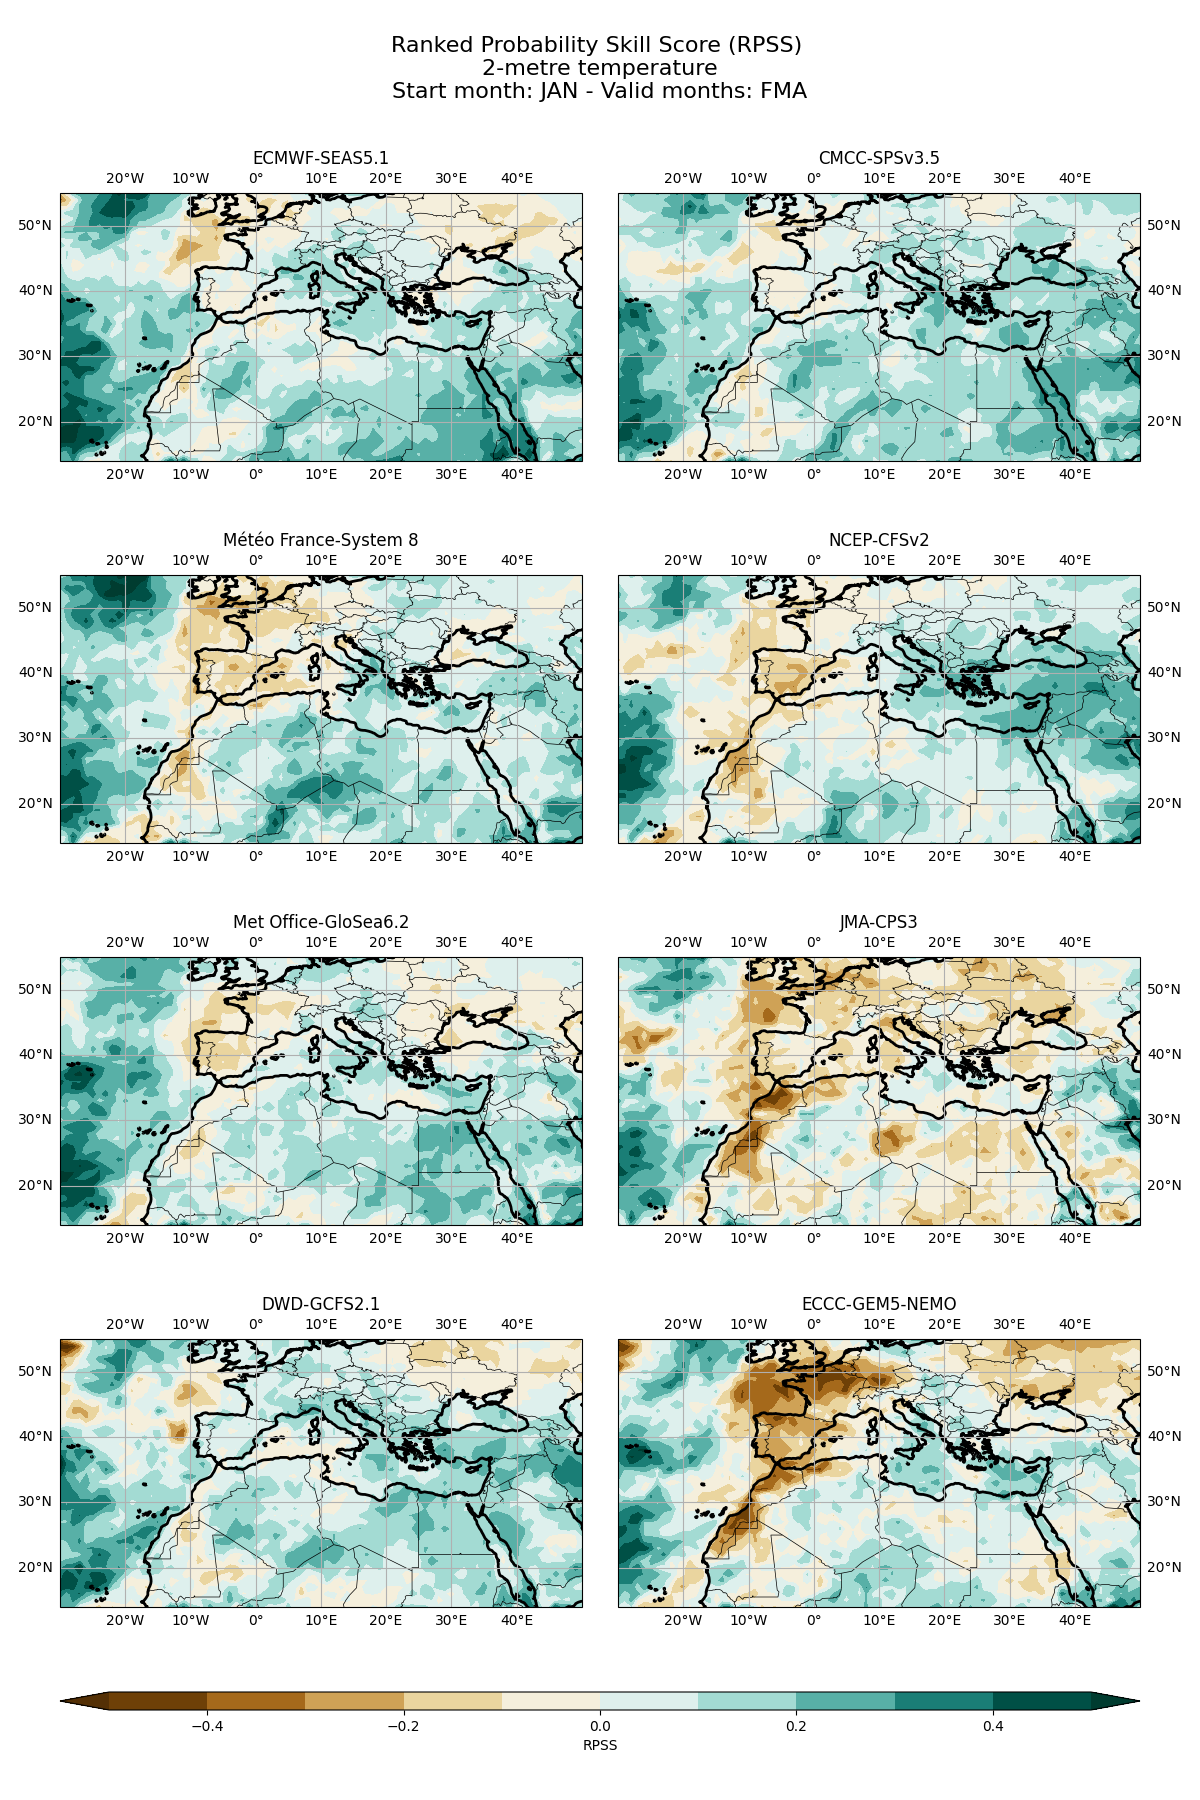 Ranked Probability Skill Score (RPSS)
2-metre temperature
Start month: JAN - Valid months: FMA
ECMWF-SEAS5.1
20°W 10°W 0° 10°E 20°E 30°E 40°E
50°N
40°N
30°N
20°N
20°W 10°W 0° 10°E 20°E 30°E 40°E
CMCC-SPSv3.5
20°W 10°W 0° 10°E 20°E 30°E 40°E
50°N
40°N
30°N
20°N
20°W 10°W 0° 10°E 20°E 30°E 40°E
Météo France-System 8
20°W 10°W 0° 10°E 20°E 30°E 40°E
50°N
40°N
30°N
20°N
20°W 10°W 0° 10°E 20°E 30°E 40°E
NCEP-CFSv2
20°W 10°W 0° 10°E 20°E 30°E 40°E
50°N
40°N
30°N
20°N
20°W 10°W 0° 10°E 20°E 30°E 40°E
Met Office-GloSea6.2
20°W 10°W 0° 10°E 20°E 30°E 40°E
50°N
40°N
30°N
20°N
20°W 10°W 0° 10°E 20°E 30°E 40°E
JMA-CPS3
20°W 10°W 0° 10°E 20°E 30°E 40°E
50°N
40°N
30°N
20°N
20°W 10°W 0° 10°E 20°E 30°E 40°E
DWD-GCFS2.1
20°W 10°W 0° 10°E 20°E 30°E 40°E
50°N
40°N
30°N
20°N
20°W 10°W 0° 10°E 20°E 30°E 40°E
ECCC-GEM5-NEMO
20°W 10°W 0° 10°E 20°E 30°E 40°E
50°N
40°N
30°N
20°N
20°W 10°W 0° 10°E 20°E 30°E 40°E
−0.4 −0.2 0.0 0.2 0.4
RPSS